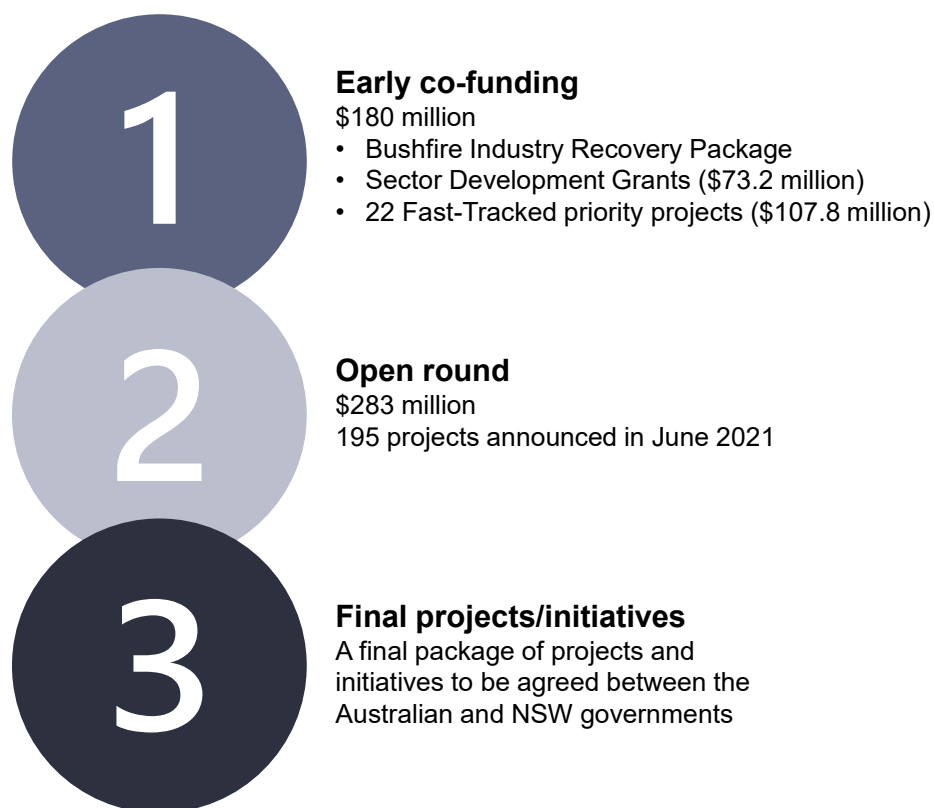 1
Early co-funding
$180 million
• Bushfire Industry Recovery Package
• Sector Development Grants ($73.2 million)
• 22 Fast-Tracked priority projects ($107.8 million)
2
Open round
$283 million
195 projects announced in June 2021
3
Final projects/initiatives
A final package of projects and
initiatives to be agreed between the
Australian and NSW governments